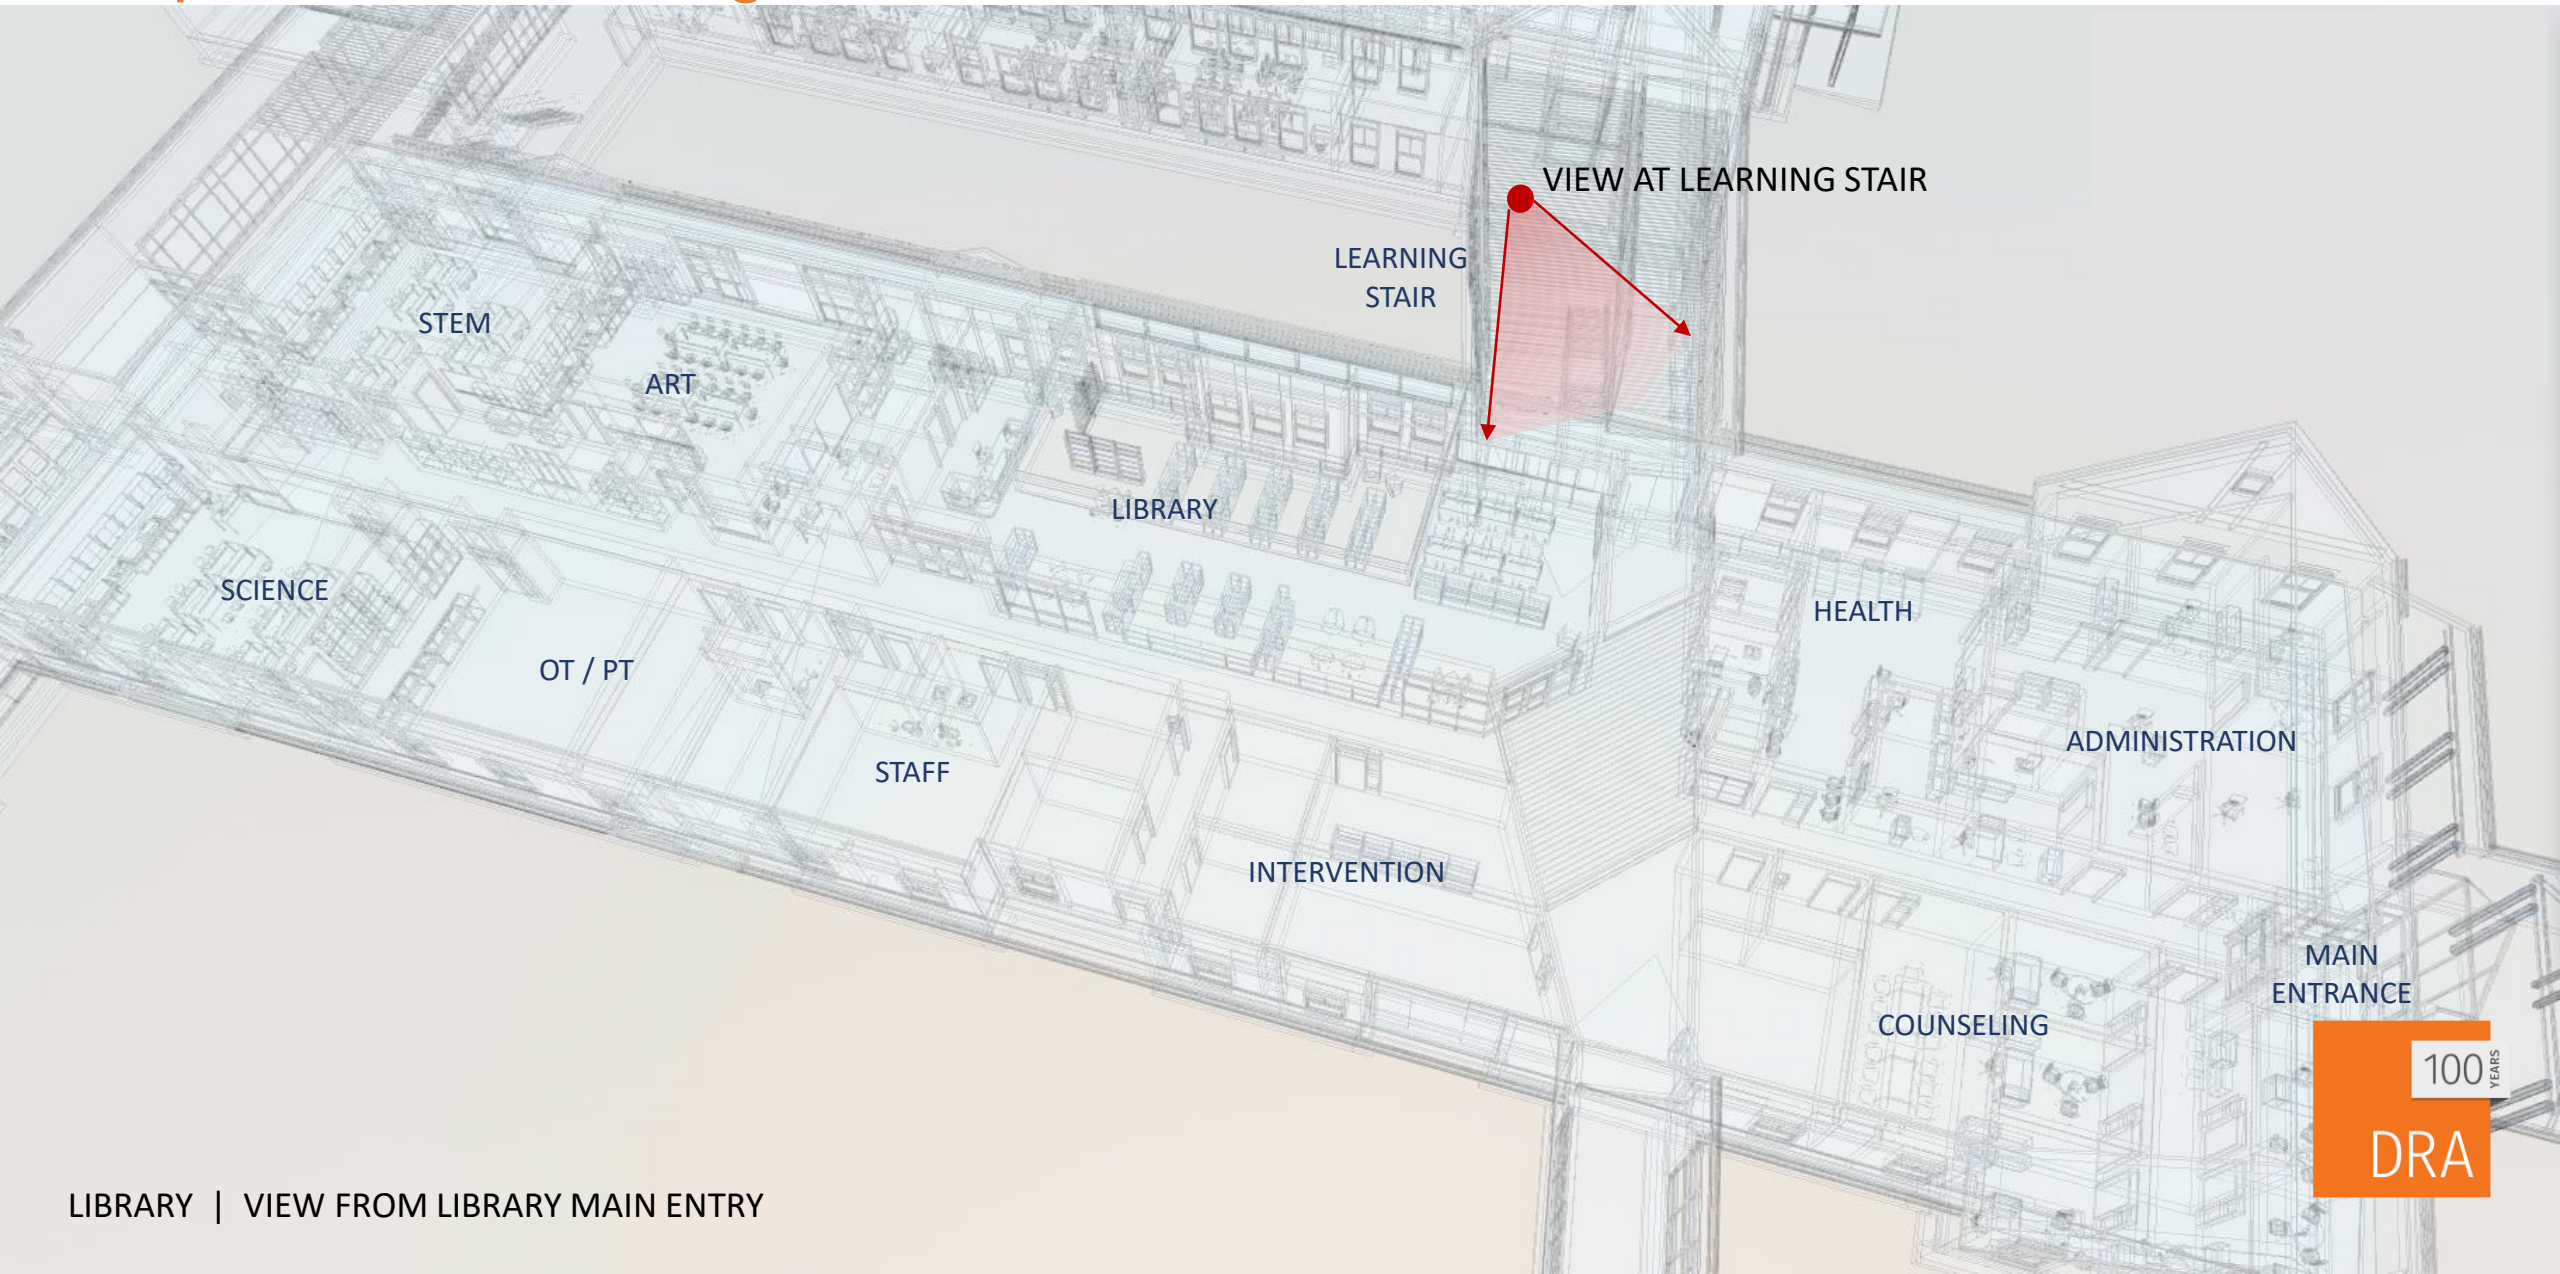 VIEW AT LEARNING STAIR
LEARNING
STAIR
STEM
ART
LIBRARY
SCIENCE
HEALTH
OT / PT
ADMINISTRATION
STAFF
INTERVENTION
MAIN
ENTRANCE
COUNSELING
100 YEARS
DRA
LIBRARY | VIEW FROM LIBRARY MAIN ENTRY